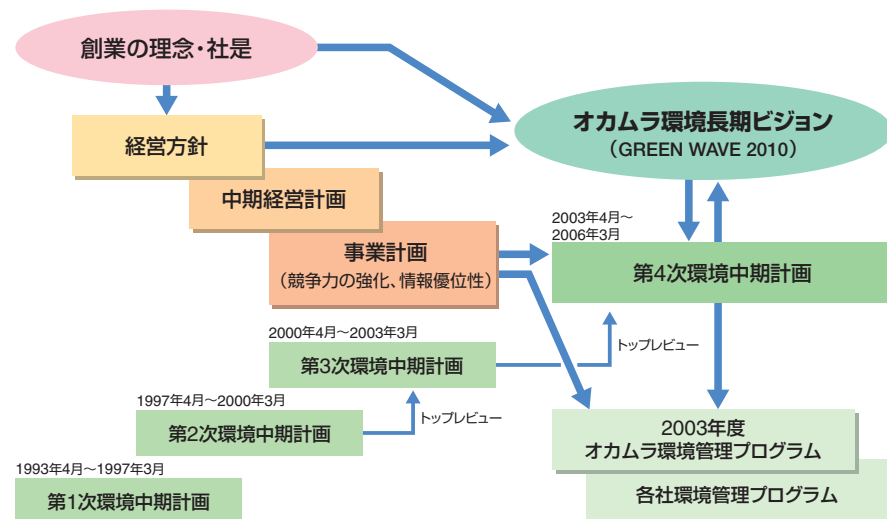 創業の理念・社是
オカムラ環境長期ビジョン
（GREEN WAVE 2010）
経営方針
中期経営計画
事業計画
（競争力の強化、情報優位性）
2003年4月～
2006年3月
第4次環境中期計画
2000年4月～2003年3月
第3次環境中期計画
トップレビュー
1997年4月～2000年3月
第2次環境中期計画
トップレビュー
1993年4月～1997年3月
第1次環境中期計画
2003年度
オカムラ環境管理プログラム
各社環境管理プログラム